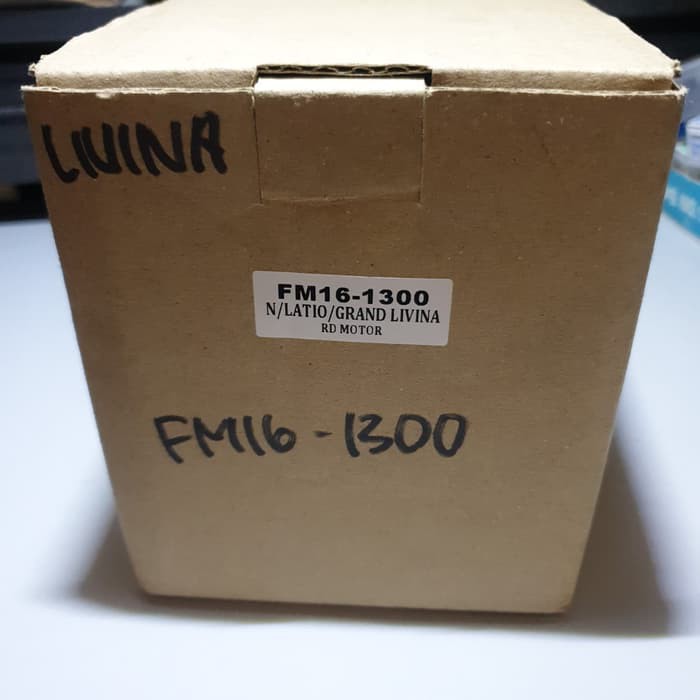 LIVINA
FM16-1300
N/LATIO/GRAND LIVINA
RD MOTOR
FM16-1300